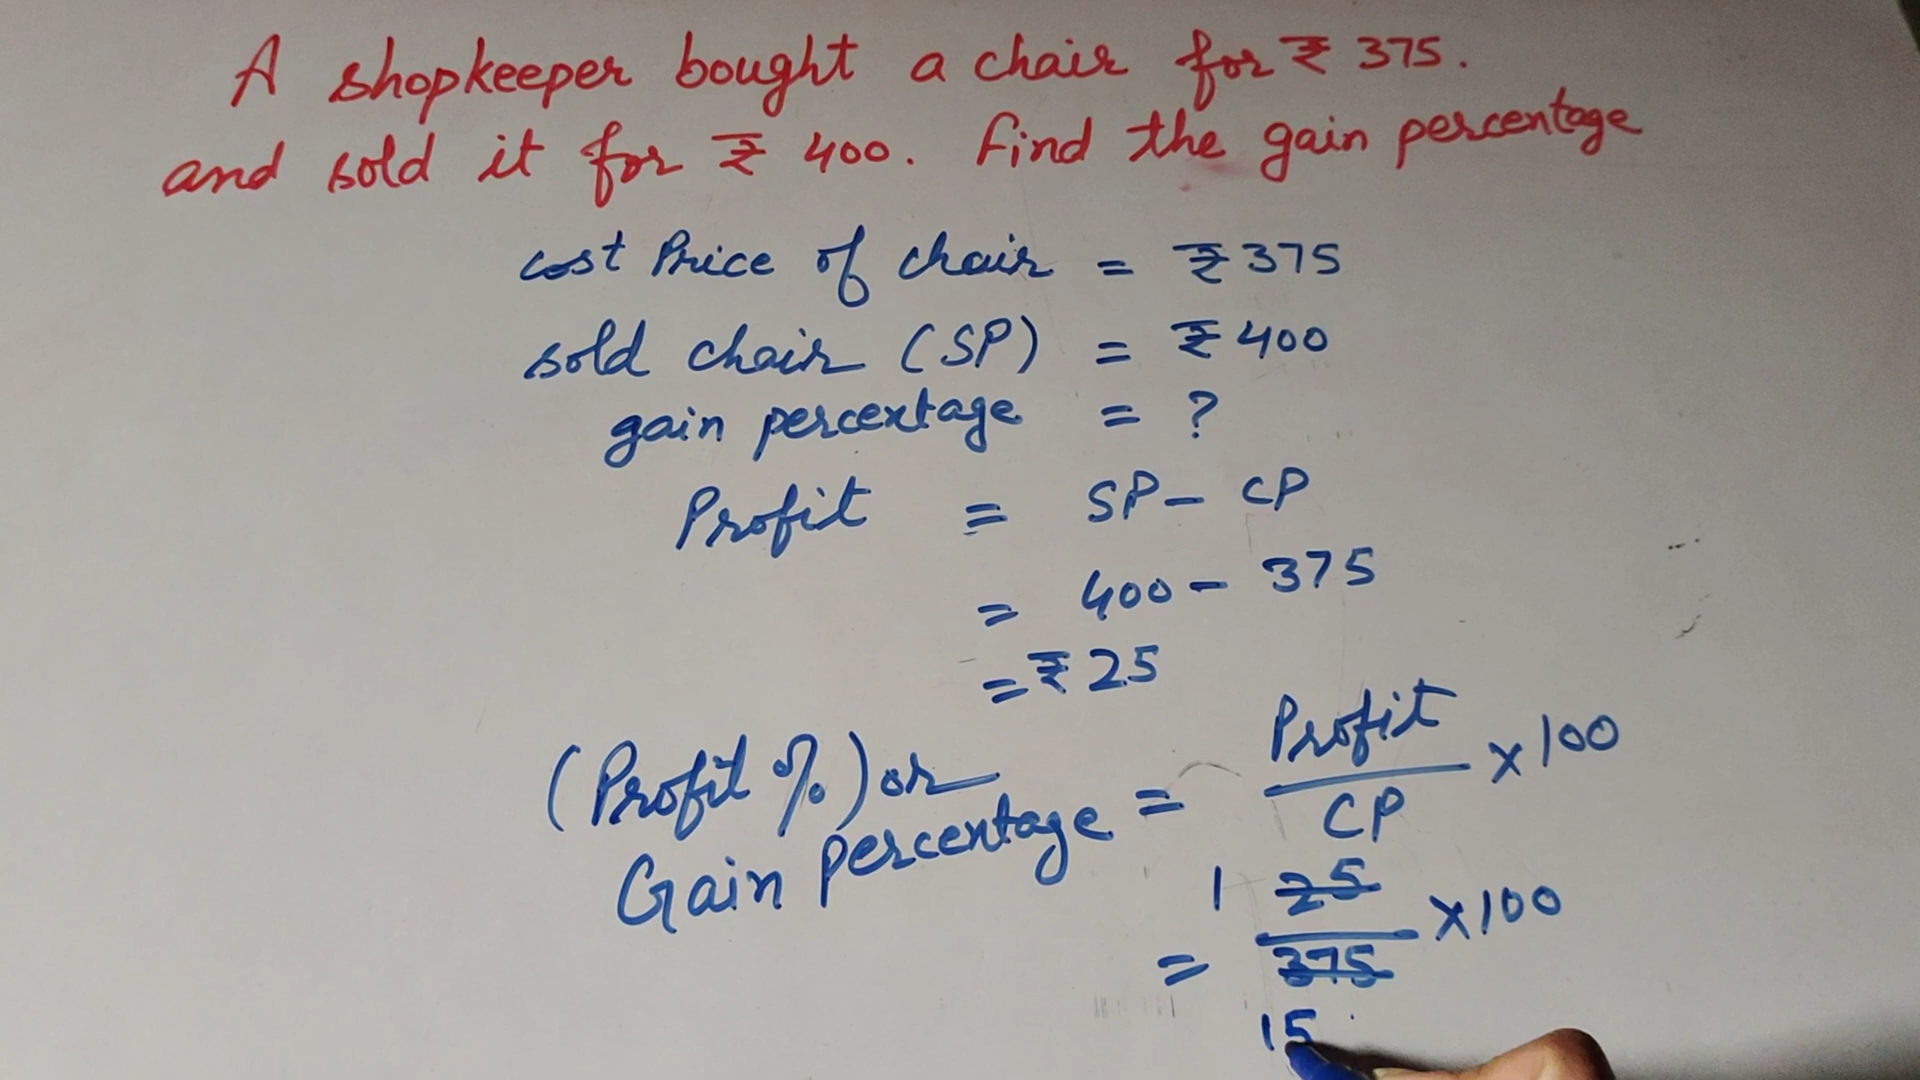 A shopkeeper bought a chair for ₹ 375.
and sold it for ₹ 400. Find the gain percentage
cost Price of chair = ₹ 375
sold chair (SP) = ₹ 400
gain percentage = ?
Profit = SP - CP
= 400 - 375
= ₹ 25
(Profit %) or
Gain percentage = Profit / CP × 100
= 1 25 / 375 × 100
15